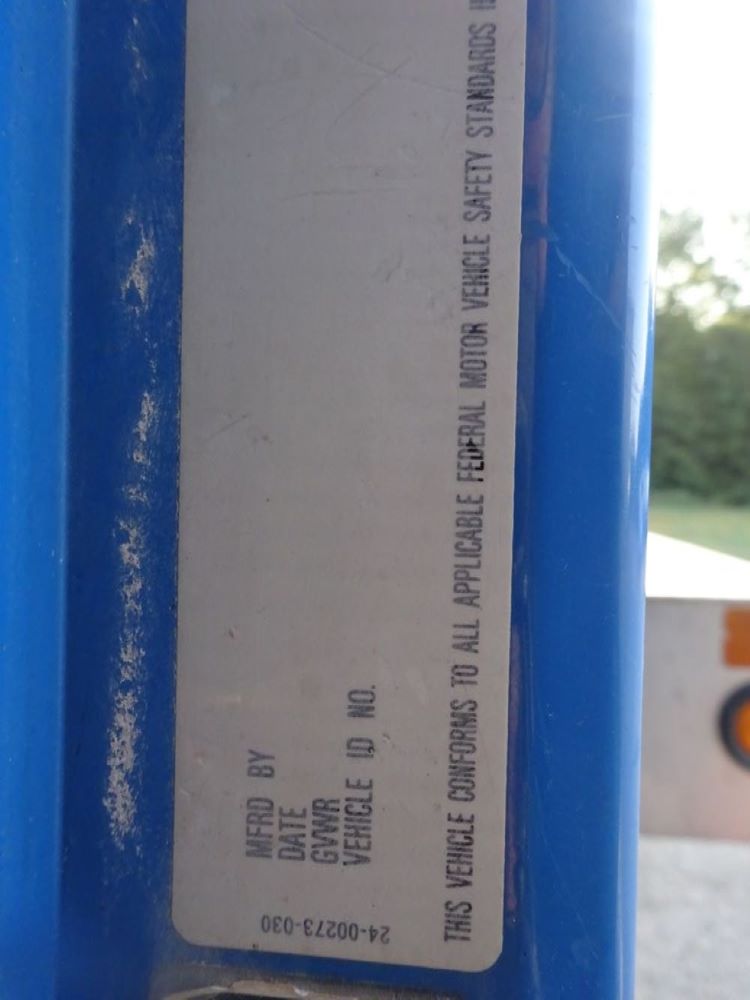 MFRD BY
DATE
GVWR
VEHICLE ID NO.
THIS VEHICLE CONFORMS TO ALL APPLICABLE FEDERAL MOTOR VEHICLE SAFETY STANDARDS
24-00273-030